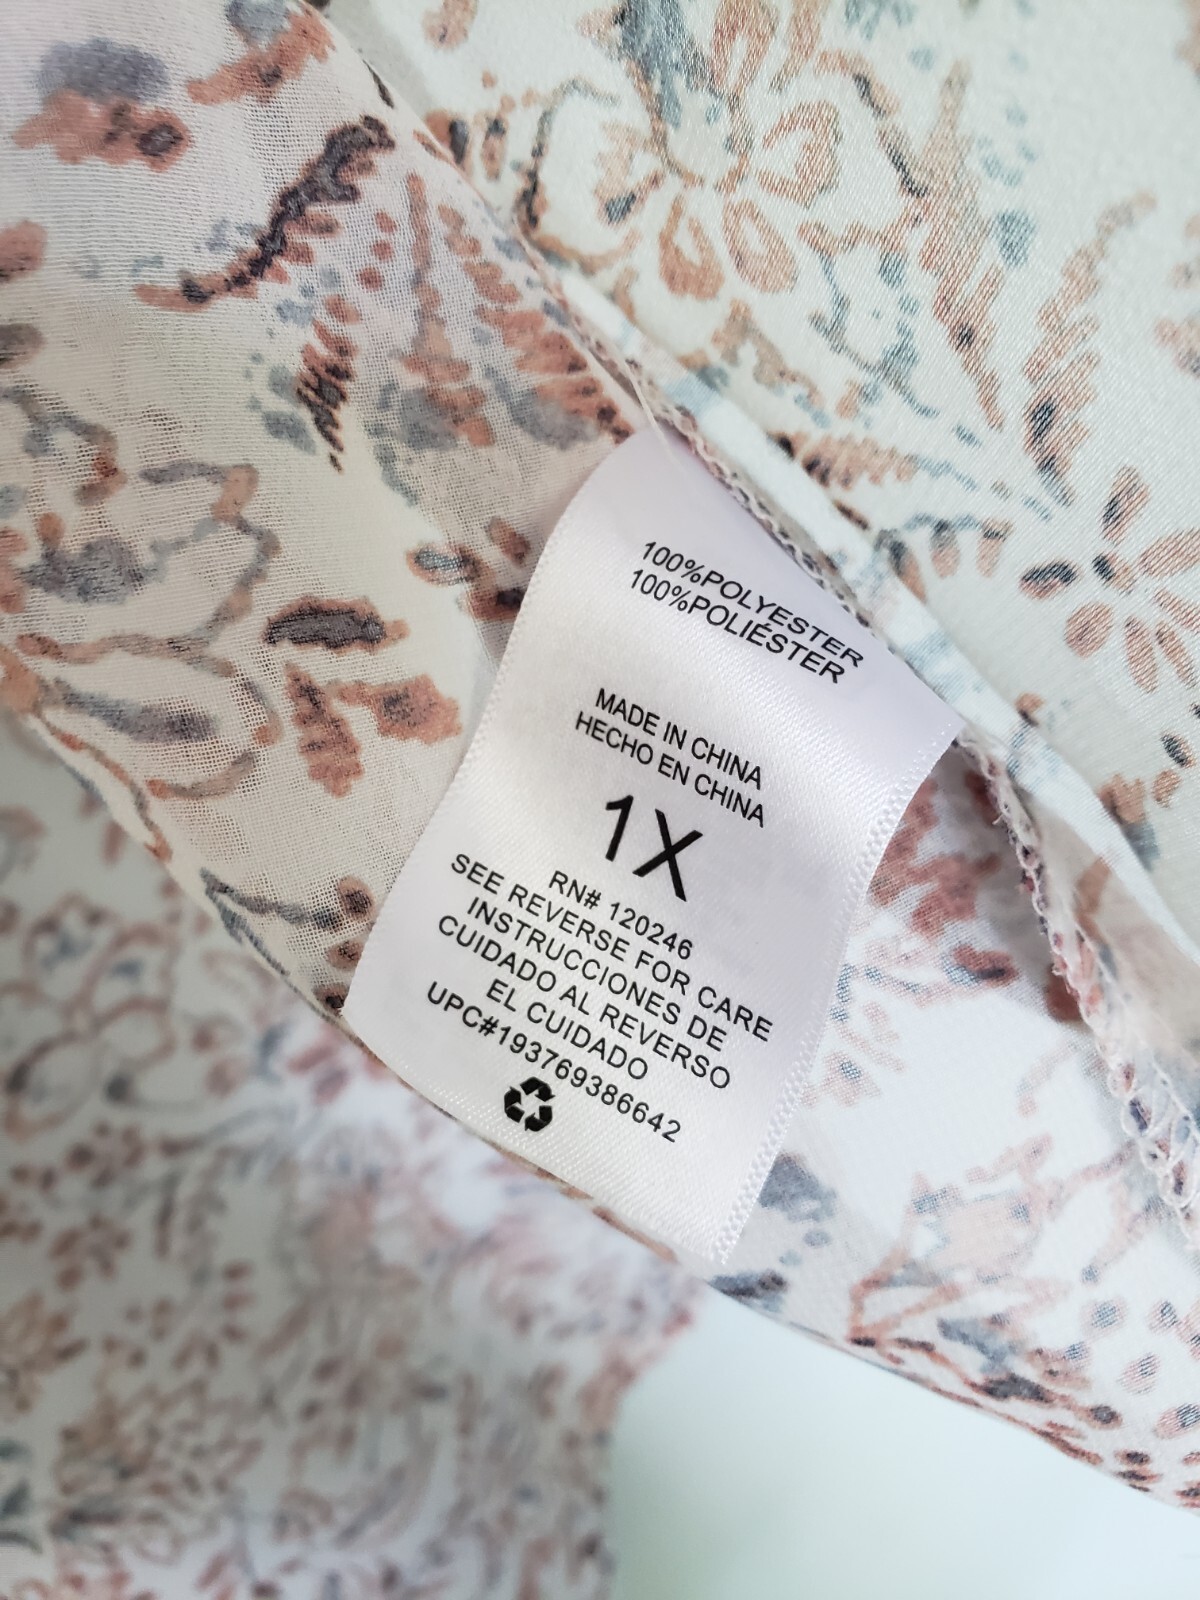 100%POLYESTER
100%POLIÉSTER
MADE IN CHINA
HECHO EN CHINA
1X
RN# 120246
SEE REVERSE FOR CARE
INSTRUCCIONES DE
CUIDADO AL REVERSO
EL CUIDADO
UPC#193769386642